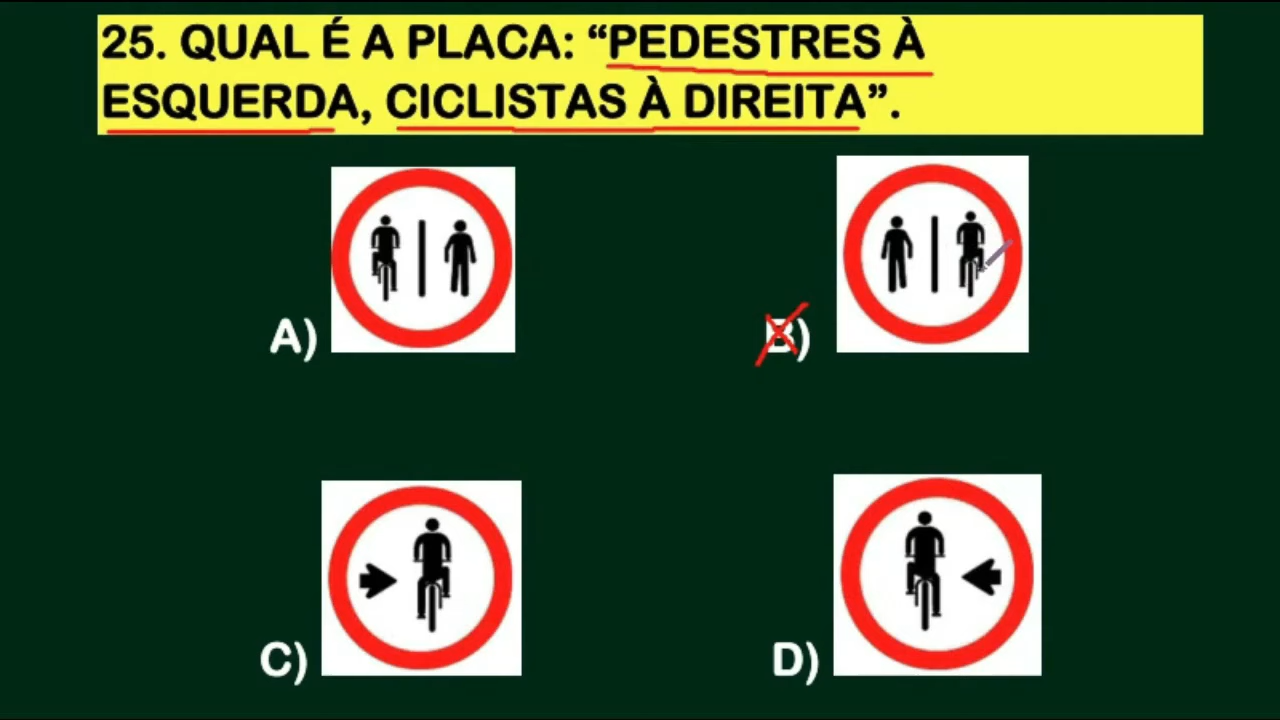 25. QUAL É A PLACA: “PEDESTRES À
ESQUERDA, CICLISTAS À DIREITA”.
A)
B)
C)
D)